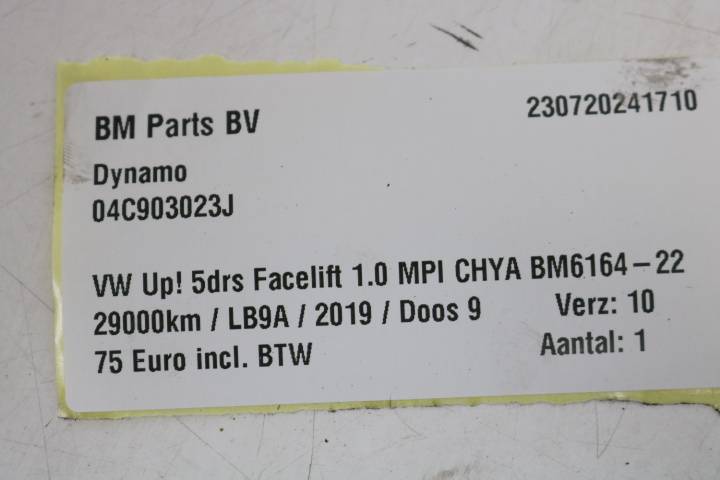 BM Parts BV 230720241710
Dynamo
04C903023J
VW Up! 5drs Facelift 1.0 MPI CHYA BM6164-22
29000km / LB9A / 2019 / Doos 9 Verz: 10
75 Euro incl. BTW Aantal: 1